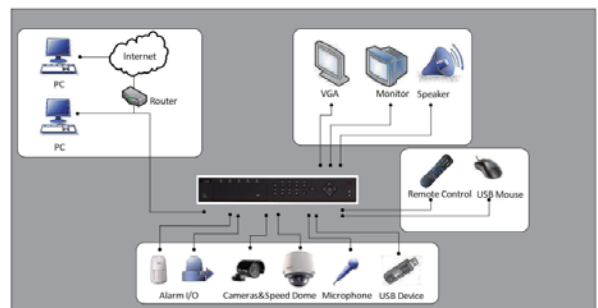 Internet
PC
Router
PC
VGA
Monitor
Speaker
Remote Control
USB Mouse
Alarm I/O
Cameras&Speed Dome
Microphone
USB Device